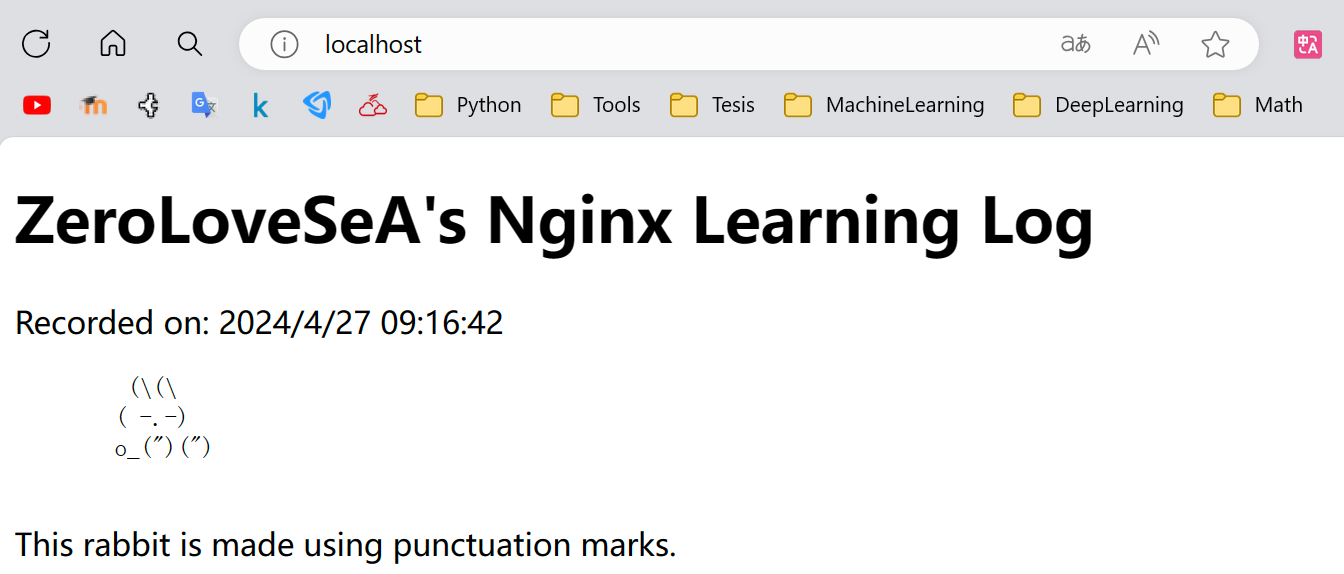 localhost
Python Tools Tesis MachineLearning DeepLearning Math
ZeroLoveSeA's Nginx Learning Log
Recorded on: 2024/4/27 09:16:42
(\(\
( -.-)
o_(")(")
This rabbit is made using punctuation marks.